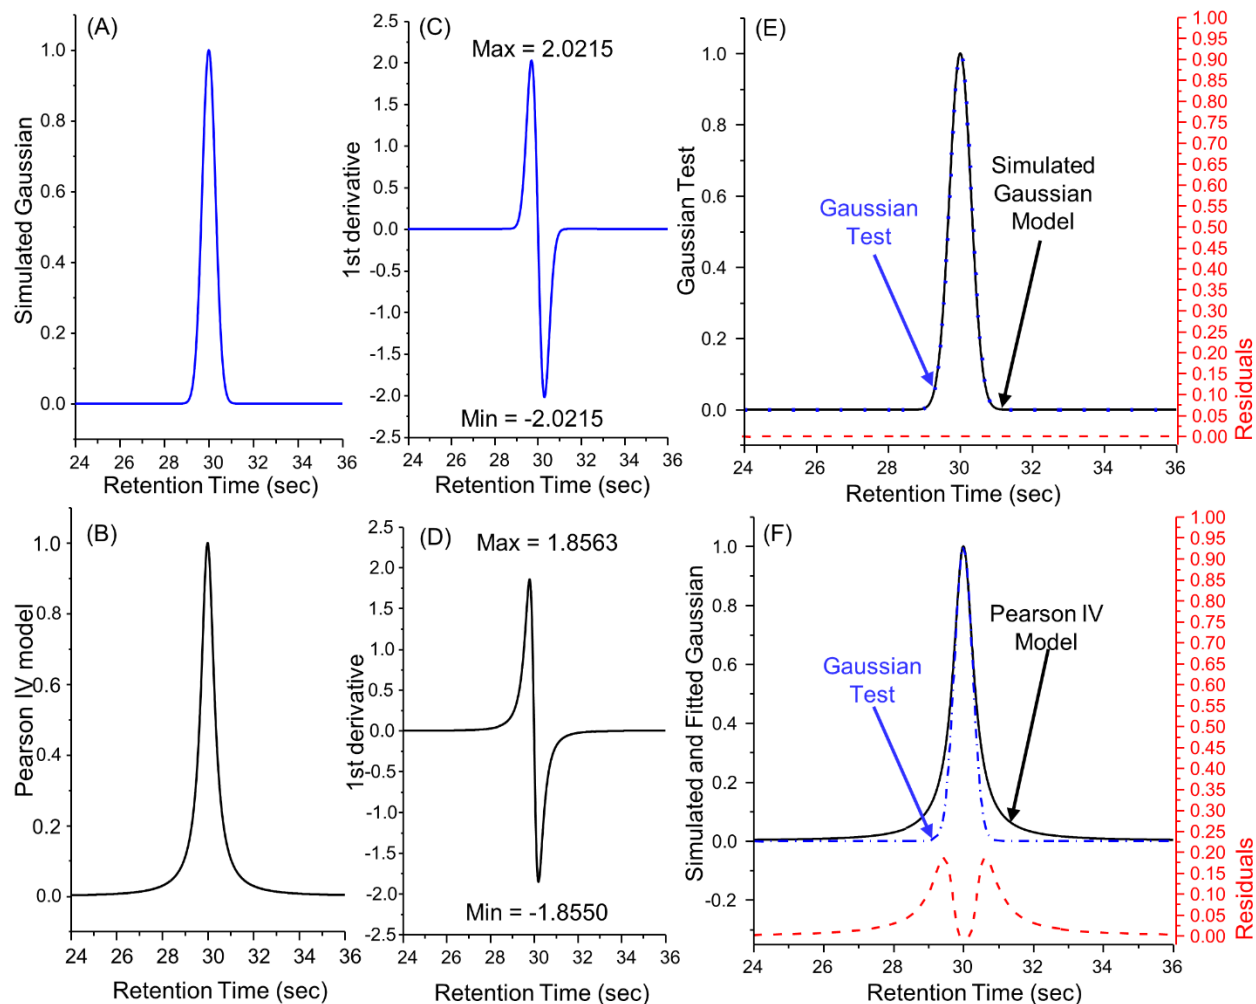 (A)
Simulated Gaussian
1.0
0.8
0.6
0.4
0.2
0.0
24 26 28 30 32 34 36
Retention Time (sec)
(C)
Max = 2.0215
1st derivative
2.5
2.0
1.5
1.0
0.5
0.0
-0.5
-1.0
-1.5
-2.0
-2.5
Min = -2.0215
24 26 28 30 32 34 36
Retention Time (sec)
(E)
Gaussian Test
1.0
0.8
0.6
0.4
0.2
0.0
Gaussian
Test
Simulated
Gaussian
Model
1.00
0.95
0.90
0.85
0.80
0.75
0.70
0.65
0.60
0.55
0.50
0.45
0.40
0.35
0.30
0.25
0.20
0.15
0.10
0.05
0.00
Residuals
24 26 28 30 32 34 36
Retention Time (sec)
(B)
Pearson IV model
1.0
0.8
0.6
0.4
0.2
0.0
24 26 28 30 32 34 36
Retention Time (sec)
(D)
Max = 1.8563
1st derivative
2.5
2.0
1.5
1.0
0.5
0.0
-0.5
-1.0
-1.5
-2.0
-2.5
Min = -1.8550
24 26 28 30 32 34 36
Retention Time (sec)
(F)
Simulated and Fitted Gaussian
1.0
0.8
0.6
0.4
0.2
0.0
-0.2
Gaussian
Test
Pearson IV
Model
1.00
0.95
0.90
0.85
0.80
0.75
0.70
0.65
0.60
0.55
0.50
0.45
0.40
0.35
0.30
0.25
0.20
0.15
0.10
0.05
0.00
Residuals
24 26 28 30 32 34 36
Retention Time (sec)